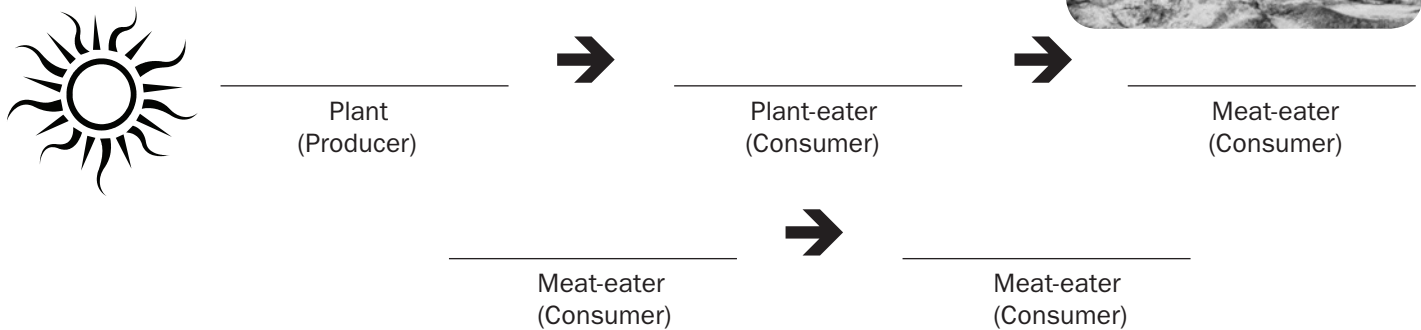 Plant
(Producer)
Plant-eater
(Consumer)
Meat-eater
(Consumer)
Meat-eater
(Consumer)
Meat-eater
(Consumer)